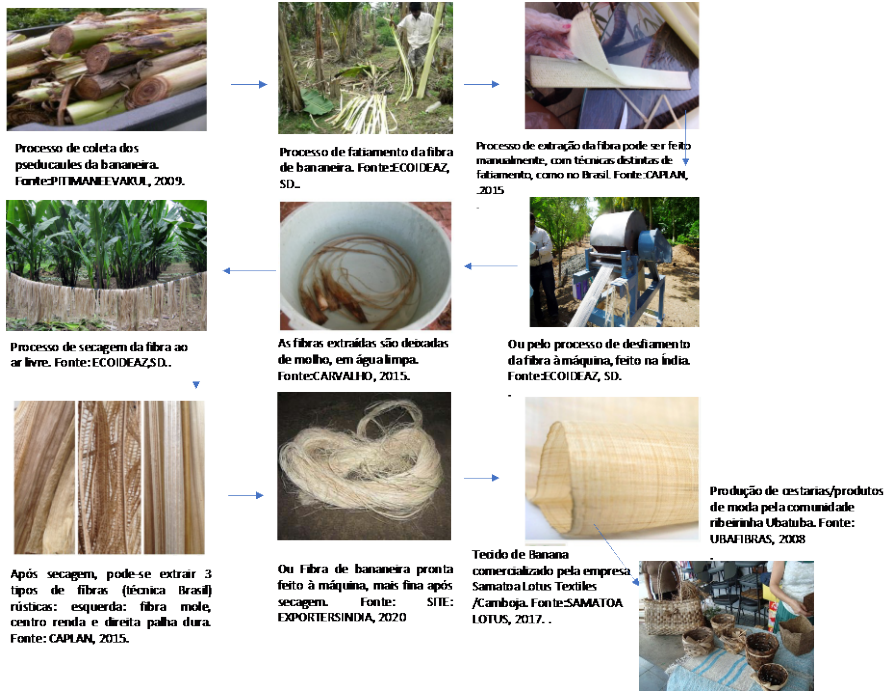 Processo de coleta dos
pseducaules da bananeira.
Fonte:PITIMANEEVAKUL, 2009.
Processo de fatiamento da fibra
de bananeira. Fonte:ECOIDEAZ,
SD..
Processo de extração da fibra pode ser feito
manualmente, com técnicas distintas de
fatiamento, como no Brasil. Fonte:CAPLAN,
.2015
.
Processo de secagem da fibra ao
ar livre. Fonte: ECOIDEAZ,SD..
As fibras extraídas são deixadas
de molho, em água limpa.
Fonte:CARVALHO, 2015.
Ou pelo processo de desfiamento
da fibra à máquina, feito na Índia.
Fonte:ECOIDEAZ, SD.
.
Após secagem, pode-se extrair 3
tipos de fibras (técnica Brasil)
rústicas: esquerda: fibra mole,
centro renda e direita palha dura.
Fonte: CAPLAN, 2015.
Ou Fibra de bananeira pronta
feito à máquina, mais fina após
secagem. Fonte: SITE:
EXPORTERSINDIA, 2020
Tecido de Banana
comercializado pela empresa
Samatoa Lotus Textiles
/Camboja. Fonte:SAMATOA
LOTUS, 2017. .
Produção de cestarias/produtos
de moda pela comunidade
ribeirinha Ubatuba. Fonte:
UBAFIBRAS, 2008
.